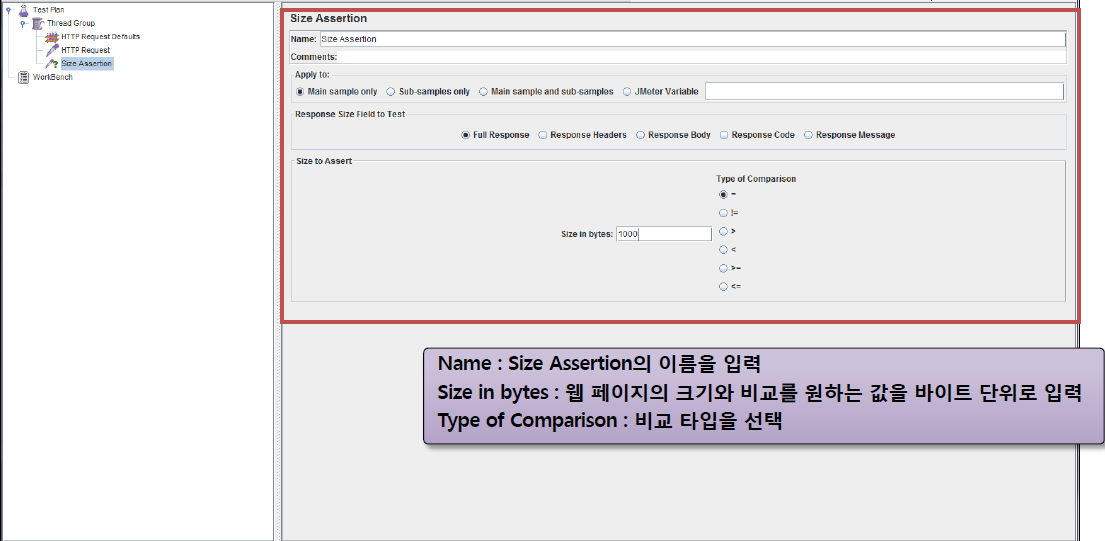 Test Plan
Thread Group
HTTP Request Defaults
HTTP Request
Size Assertion
WorkBench
Size Assertion
Name: Size Assertion
Comments:
Apply to:
Main sample only Sub-samples only Main sample and sub-samples JMeter Variable
Response Size Field to Test
Full Response Response Headers Response Body Response Code Response Message
Size to Assert
Type of Comparison
=
!=
Size in bytes: 1000 >
<
>=
<=
Name : Size Assertion의 이름을 입력
Size in bytes : 웹 페이지의 크기와 비교를 원하는 값을 바이트 단위로 입력
Type of Comparison : 비교 타입을 선택